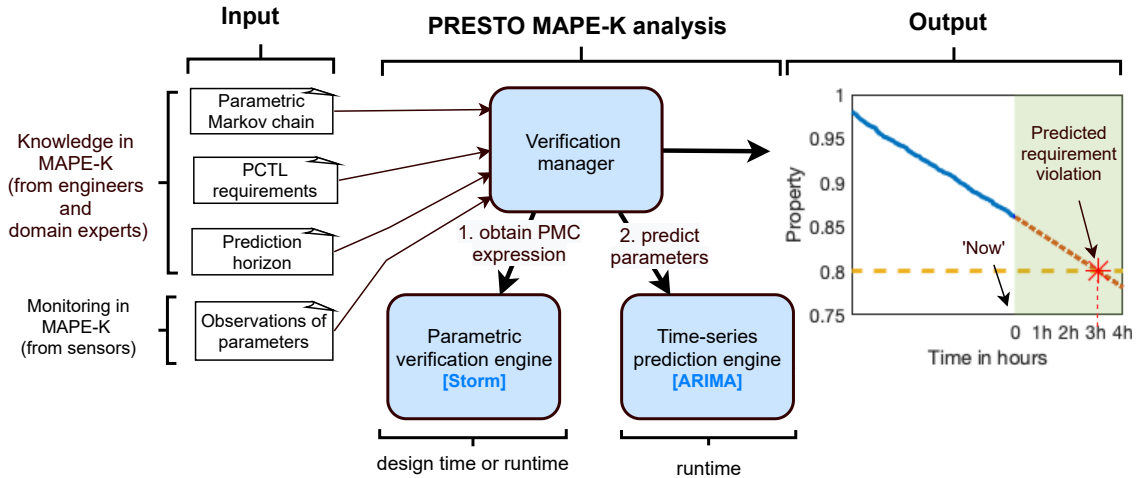 Input
PRESTO MAPE-K analysis
Output
Knowledge in
MAPE-K
(from engineers
and
domain experts)
Monitoring in
MAPE-K
(from sensors)
Parametric
Markov chain
PCTL
requirements
Prediction
horizon
Observations of
parameters
Verification
manager
1. obtain PMC
expression
2. predict
parameters
Parametric
verification engine
[Storm]
Time-series
prediction engine
[ARIMA]
design time or runtime
runtime
Property
1
0.95
0.9
0.85
0.8
0.75
Predicted
requirement
violation
'Now'
0 1h 2h 3h 4h
Time in hours